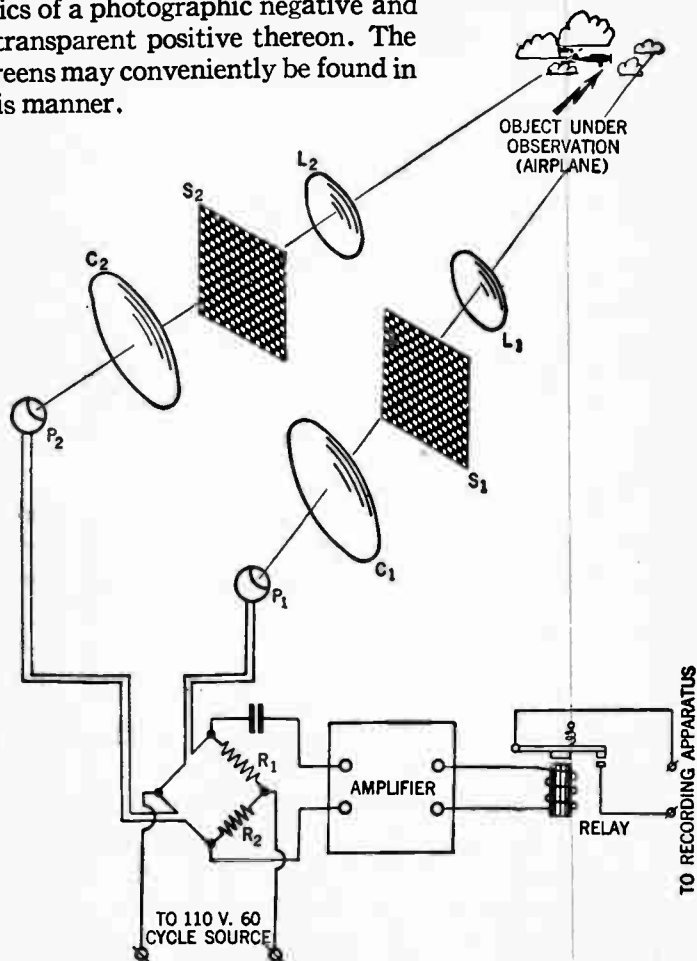 ics of a photographic negative and
transparent positive thereon. The
reens may conveniently be found in
is manner.
OBJECT UNDER
OBSERVATION
(AIRPLANE)
L2
S2
C2
L1
P2
S1
C1
P1
R1
AMPLIFIER
R2
RELAY
TO RECORDING APPARATUS
TO 110 V. 60
CYCLE SOURCE